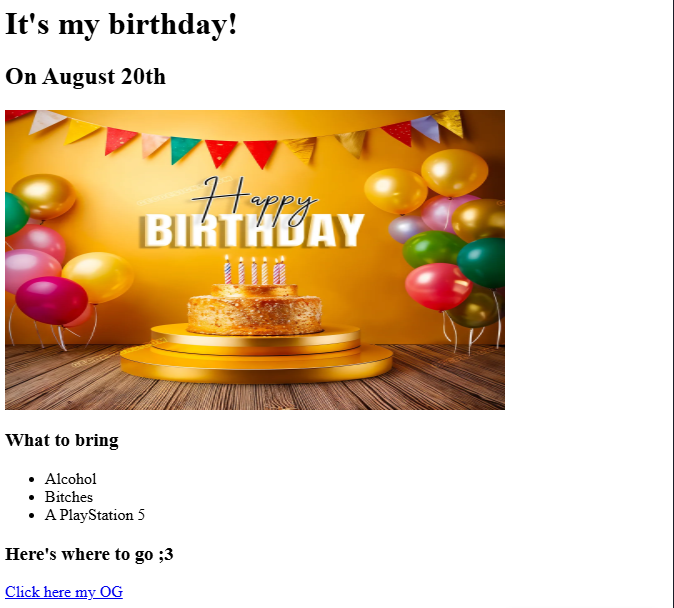 It's my birthday!
On August 20th
Happy
BIRTHDAY
What to bring
Alcohol
Bitches
A PlayStation 5
Here's where to go ;3
Click here my OG